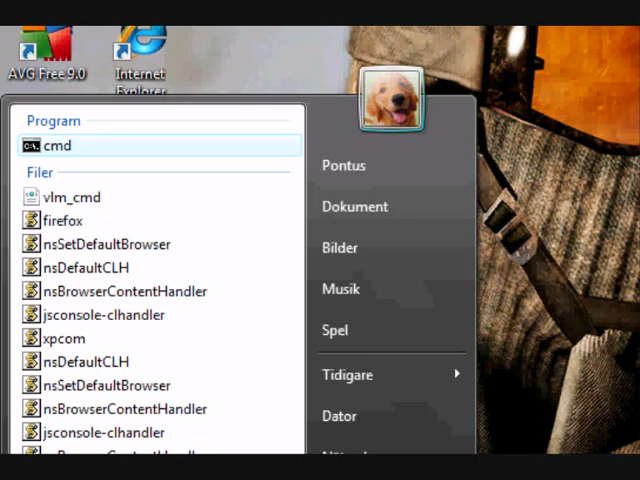 AVG Free 9.0
Internet
Explorer
Program
cmd
Filer
vlm_cmd
firefox
nsSetDefaultBrowser
nsDefaultCLH
nsBrowserContentHandler
jsconsole-clhandler
xpcom
nsDefaultCLH
nsSetDefaultBrowser
nsBrowserContentHandler
jsconsole-clhandler
Pontus
Dokument
Bilder
Musik
Spel
Tidigare
Dator